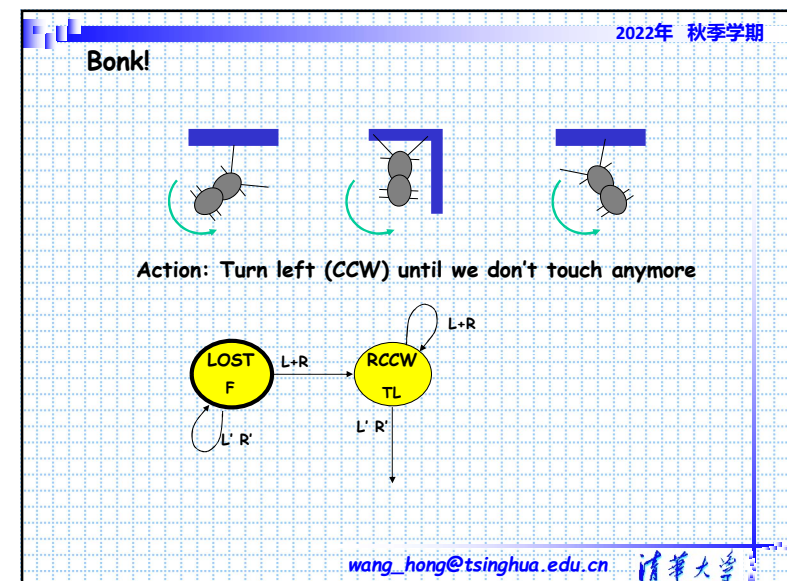 2022年 秋季学期
Bonk!
Action: Turn left (CCW) until we don't touch anymore
L+R
LOST
L+R
RCCW
F
TL
L' R'
L' R'
wang_hong@tsinghua.edu.cn
清华大学